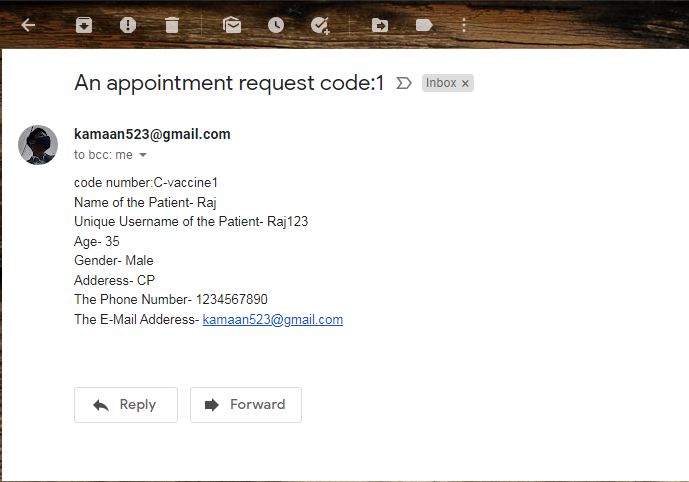 An appointment request code:1 Inbox x
kamaan523@gmail.com
to bcc: me
code number:C-vaccine1
Name of the Patient- Raj
Unique Username of the Patient- Raj123
Age- 35
Gender- Male
Adderess- CP
The Phone Number- 1234567890
The E-Mail Adderess- kamaan523@gmail.com
Reply Forward